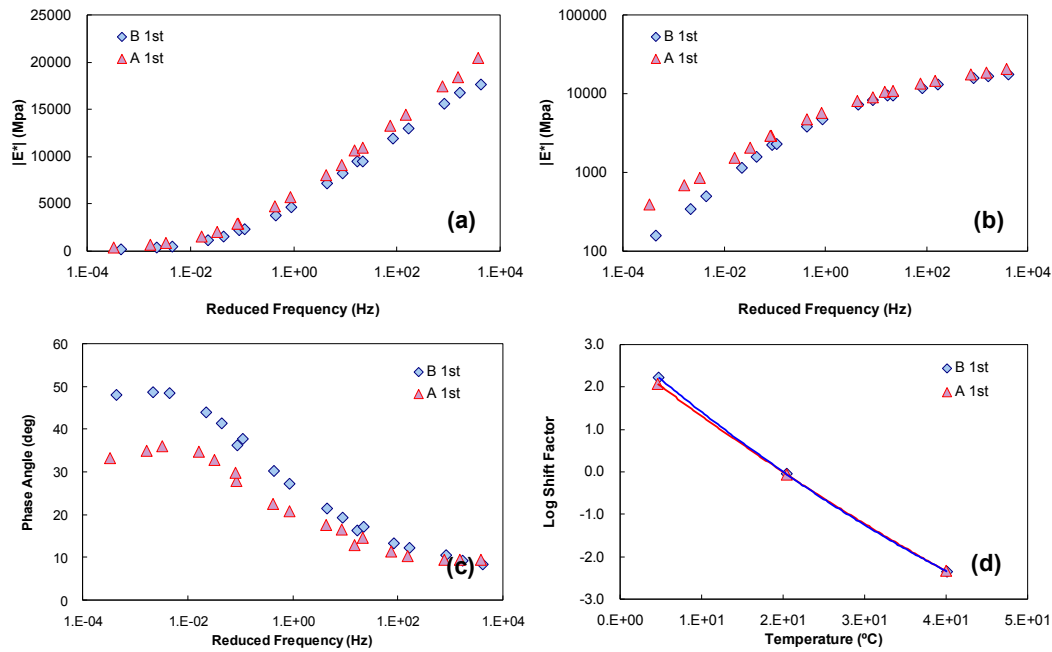 25000
20000
15000
10000
5000
0
|E*| (Mpa)
B 1st
A 1st
(a)
1.E-04 1.E-02 1.E+00 1.E+02 1.E+04
Reduced Frequency (Hz)
100000
10000
1000
100
|E*| (Mpa)
B 1st
A 1st
(b)
1.E-04 1.E-02 1.E+00 1.E+02 1.E+04
Reduced Frequency (Hz)
60
50
40
30
20
10
0
Phase Angle (deg)
B 1st
A 1st
(c)
1.E-04 1.E-02 1.E+00 1.E+02 1.E+04
Reduced Frequency (Hz)
3.0
2.0
1.0
0.0
-1.0
-2.0
-3.0
Log Shift Factor
B 1st
A 1st
(d)
0.E+00 1.E+01 2.E+01 3.E+01 4.E+01 5.E+01
Temperature (ºC)